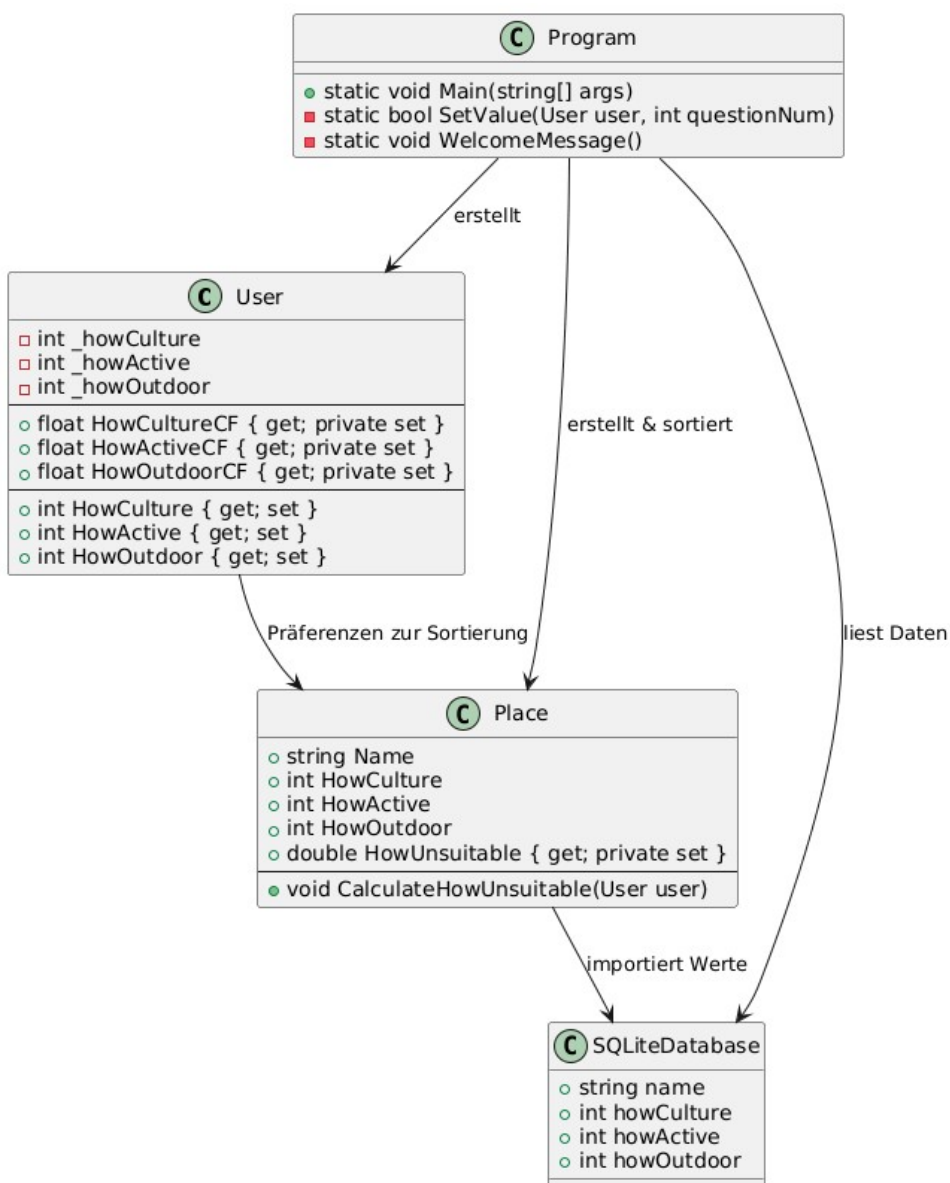 C Program
static void Main(string[] args)
static bool SetValue(User user, int questionNum)
static void WelcomeMessage()
erstellt
C User
int _howCulture
int _howActive
int _howOutdoor
float HowCultureCF { get; private set }
float HowActiveCF { get; private set }
float HowOutdoorCF { get; private set }
int HowCulture { get; set }
int HowActive { get; set }
int HowOutdoor { get; set }
erstellt & sortiert
Präferenzen zur Sortierung
liest Daten
C Place
string Name
int HowCulture
int HowActive
int HowOutdoor
double HowUnsuitable { get; private set }
void CalculateHowUnsuitable(User user)
importiert Werte
C SQLiteDatabase
string name
int howCulture
int howActive
int howOutdoor